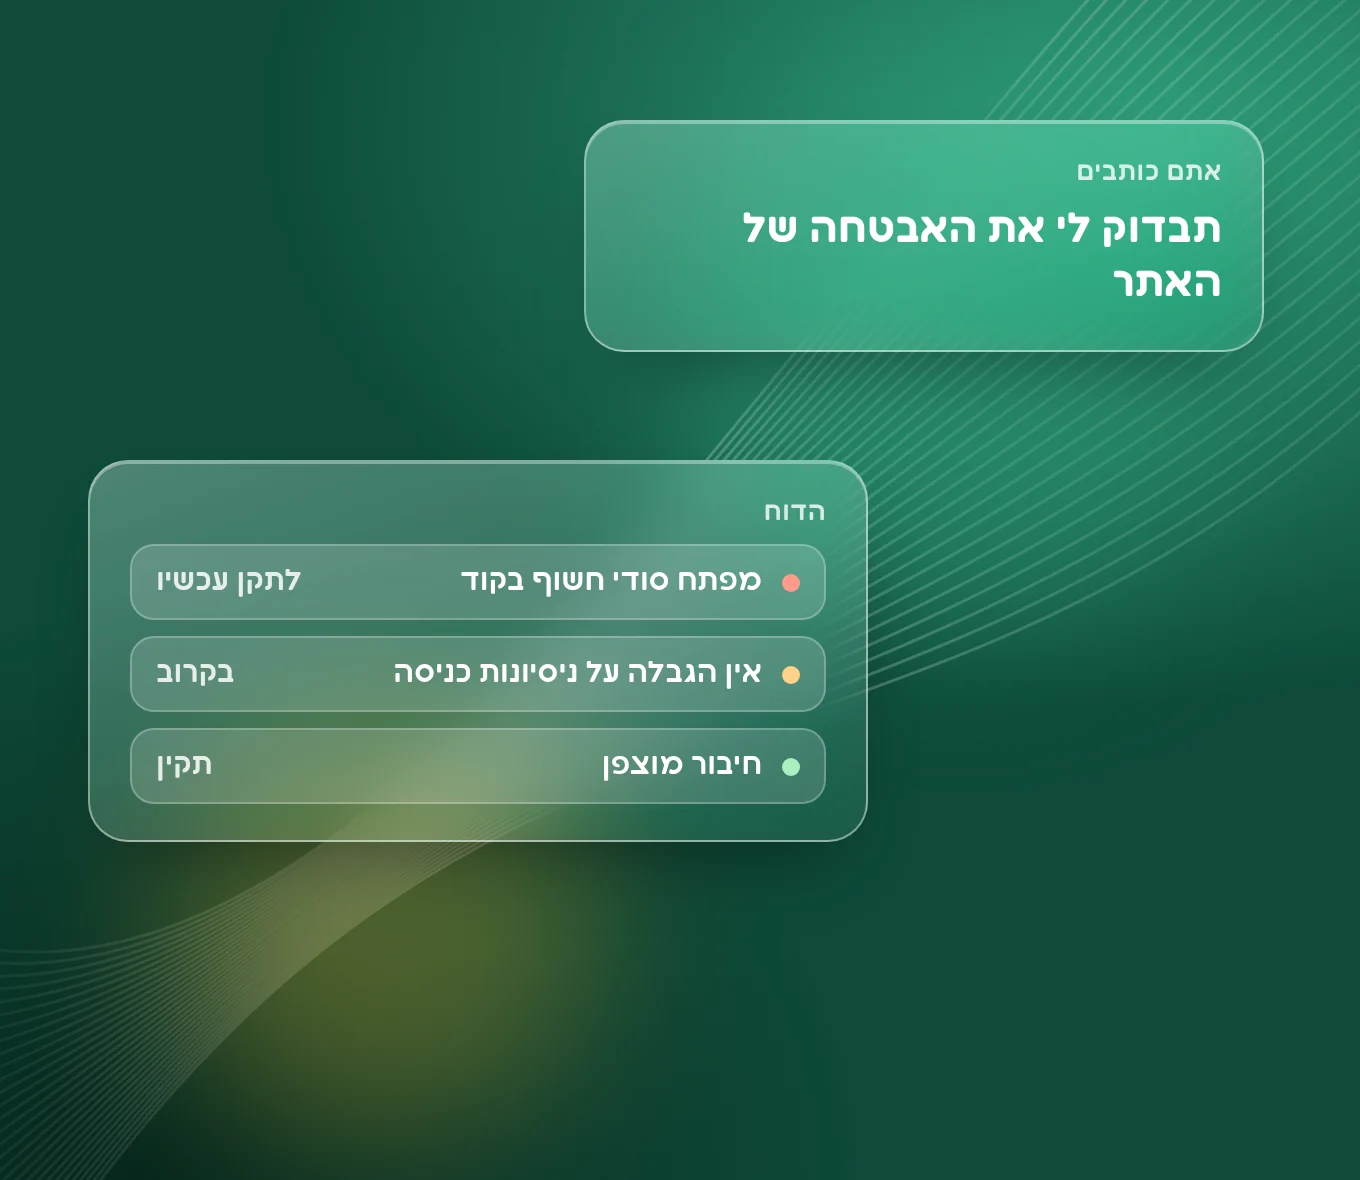 אתם כותבים
תבדוק לי את האבטחה של
האתר
הדוח
מפתח סודי חשוף בקוד לתקן עכשיו
אין הגבלה על ניסיונות כניסה בקרוב
חיבור מוצפן תקין